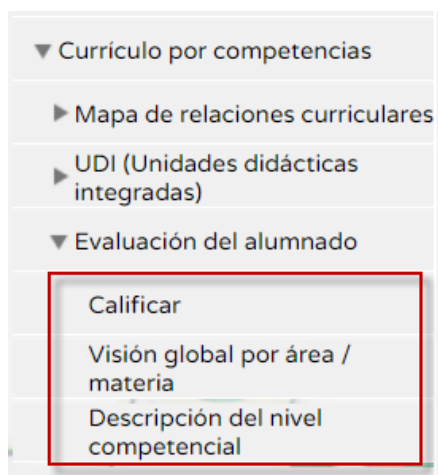 Currículo por competencias
Mapa de relaciones curriculares
UDI (Unidades didácticas
integradas)
Evaluación del alumnado
Calificar
Visión global por área /
materia
Descripción del nivel
competencial